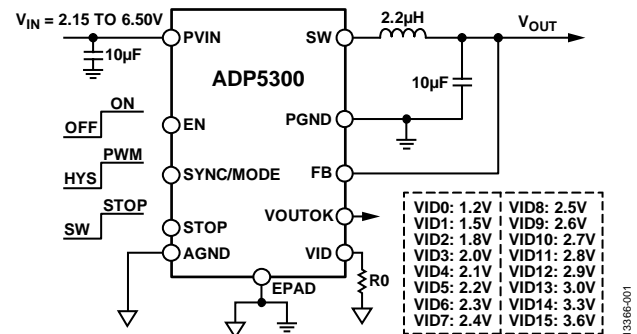 VIN = 2.15 TO 6.50V
10µF
PVIN
SW
2.2µH
VOUT
ADP5300
10µF
ON
OFF
EN
PGND
PWM
HYS
SYNC/MODE
FB
STOP
SW
STOP
VOUTOK
AGND
VID
R0
EPAD
VID0: 1.2V VID8: 2.5V
VID1: 1.5V VID9: 2.6V
VID2: 1.8V VID10: 2.7V
VID3: 2.0V VID11: 2.8V
VID4: 2.1V VID12: 2.9V
VID5: 2.2V VID13: 3.0V
VID6: 2.3V VID14: 3.3V
VID7: 2.4V VID15: 3.6V
13366-001